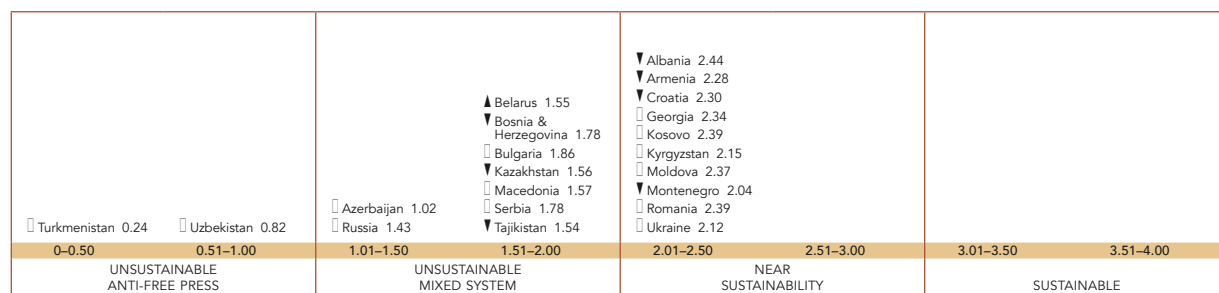 Turkmenistan 0.24
Uzbekistan 0.82
Azerbaijan 1.02
Russia 1.43
▲ Belarus 1.55
▼ Bosnia &
Herzegovina 1.78
Bulgaria 1.86
▼ Kazakhstan 1.56
Macedonia 1.57
Serbia 1.78
▼ Tajikistan 1.54
▼ Albania 2.44
▼ Armenia 2.28
▼ Croatia 2.30
Georgia 2.34
Kosovo 2.39
Kyrgyzstan 2.15
Moldova 2.37
▼ Montenegro 2.04
Romania 2.39
Ukraine 2.12
0–0.50 0.51–1.00 1.01–1.50 1.51–2.00 2.01–2.50 2.51–3.00 3.01–3.50 3.51–4.00
UNSUSTAINABLE
ANTI-FREE PRESS
UNSUSTAINABLE
MIXED SYSTEM
NEAR
SUSTAINABILITY
SUSTAINABLE